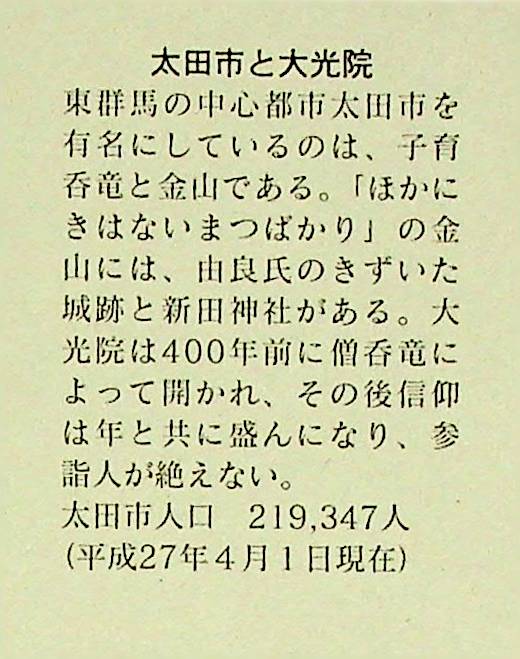 太田市と大光院
東群馬の中心都市太田市を
有名にしているのは、子育
呑竜と金山である。「ほかに
きはないまつばかり」の金
山には、由良氏のきずいた
城跡と新田神社がある。大
光院は400年前に僧呑竜に
よって開かれ、その後信仰
は年と共に盛んになり、参
詣人が絶えない。
太田市人口　219,347人
(平成27年４月１日現在)